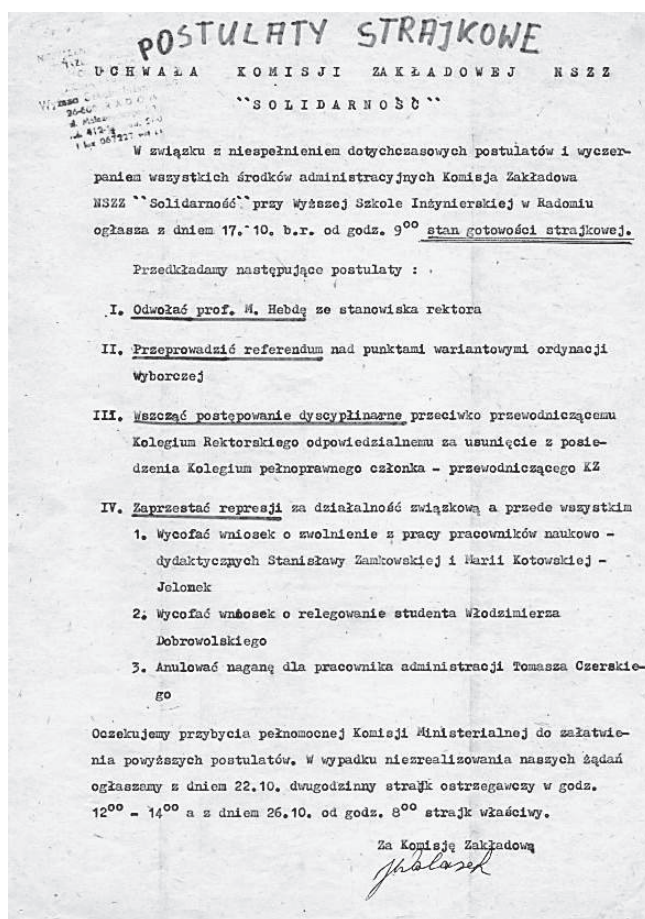 POSTULATY STRAJKOWE
UCHWAŁA KOMISJI ZAKŁADOWEJ NSZZ
``SOLIDARNOŚĆ``
W związku z niespełnieniem dotychczasowych postulatów i wyczer-
paniem wszystkich środków administracyjnych Komisja Zakładowa
NSZZ ``Solidarność`` przy Wyższej Szkole Inżynierskiej w Radomiu
ogłasza z dniem 17.10. b.r. od godz. 9⁰⁰ stan gotowości strajkowej.
Przedkładamy następujące postulaty :
I. Odwołać prof. M. Hebdę ze stanowiska rektora
II. Przeprowadzić referendum nad punktami wariantowymi ordynacji
Wyborczej
III. Wszcząć postępowanie dyscyplinarne przeciwko przewodniczącemu
Kolegium Rektorskiego odpowiedzialnemu za usunięcie z posie-
dzenia Kolegium pełnoprawnego członka - przewodniczącego KZ
IV. Zaprzestać represji za działalność związkową a przede wszystkim
1. Wycofać wniosek o zwolnienie z pracy pracowników naukowo -
dydaktycznych Stanisławy Zamkowskiej i Marii Kotowskiej -
Jelonek
2. Wycofać wniosek o relegowanie studenta Włodzimierza
Dobrowolskiego
3. Anulować naganę dla pracownika administracji Tomasza Czerskie-
go
Oczekujemy przybycia pełnomocnej Komisji Ministerialnej do załatwie-
nia powyższych postulatów. W wypadku niezrealizowania naszych żądań
ogłaszamy z dniem 22.10. dwugodzinny strajk ostrzegawczy w godz.
12⁰⁰ - 14⁰⁰ a z dniem 26.10. od godz. 8⁰⁰ strajk właściwy.
Za Komisję Zakładową